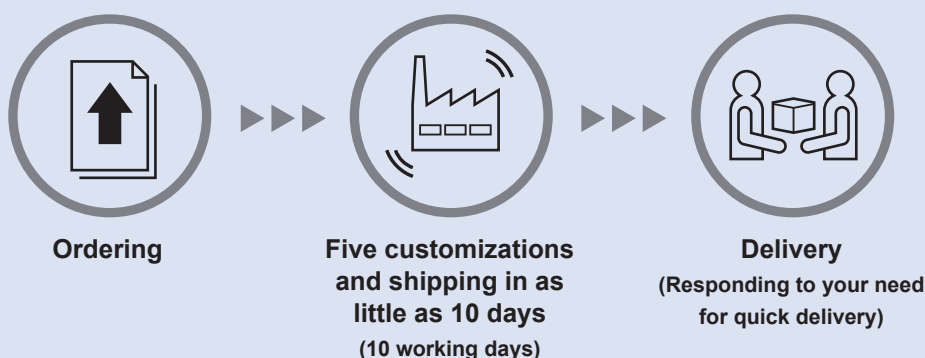 Ordering
Five customizations
and shipping in as
little as 10 days
(10 working days)
Delivery
(Responding to your need
for quick delivery)